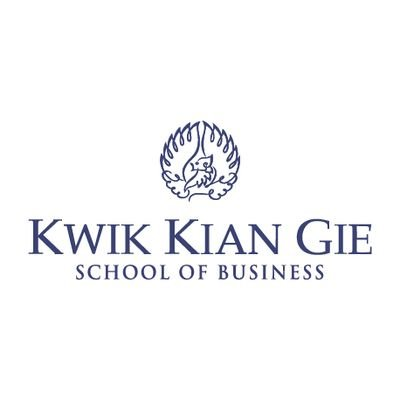 KWIK KIAN GIE
SCHOOL OF BUSINESS